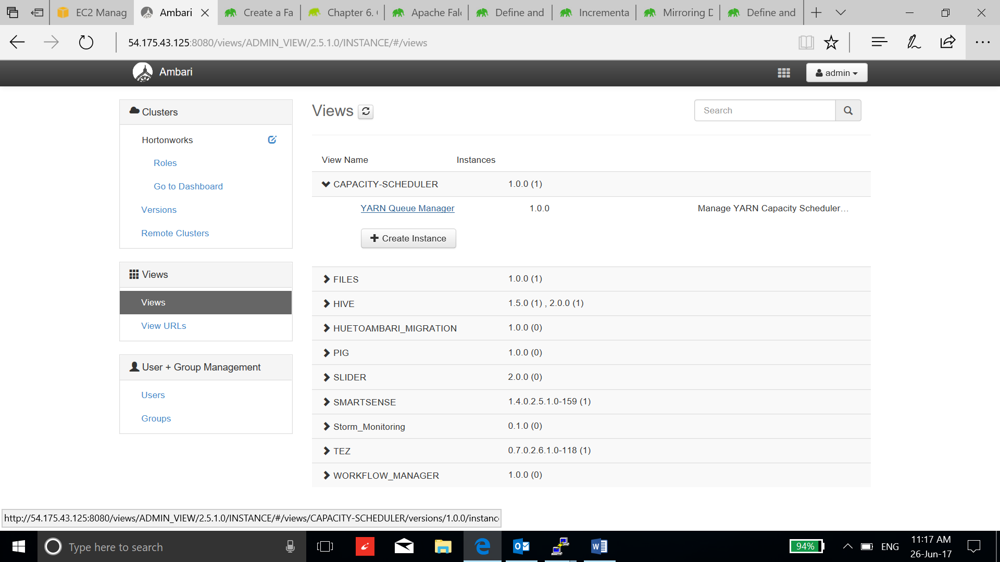 EC2 Manag
Ambari
Create a Fa
Chapter 6.
Apache Falc
Define and
Incrementa
Mirroring D
Define and
54.175.43.125:8080/views/ADMIN_VIEW/2.5.1.0/INSTANCE/#/views
Ambari
admin
Clusters
Hortonworks
Roles
Go to Dashboard
Versions
Remote Clusters
Views
Views
View URLs
User + Group Management
Users
Groups
Views
Search
View Name Instances
CAPACITY-SCHEDULER 1.0.0 (1)
YARN Queue Manager 1.0.0 Manage YARN Capacity Scheduler...
Create Instance
FILES 1.0.0 (1)
HIVE 1.5.0 (1) , 2.0.0 (1)
HUETOAMBARI_MIGRATION 1.0.0 (0)
PIG 1.0.0 (0)
SLIDER 2.0.0 (0)
SMARTSENSE 1.4.0.2.5.1.0-159 (1)
Storm_Monitoring 0.1.0 (0)
TEZ 0.7.0.2.6.1.0-118 (1)
WORKFLOW_MANAGER 1.0.0 (0)
http://54.175.43.125:8080/views/ADMIN_VIEW/2.5.1.0/INSTANCE/#/views/CAPACITY-SCHEDULER/versions/1.0.0/instanc
Type here to search
94%
ENG
11:17 AM
26-Jun-17